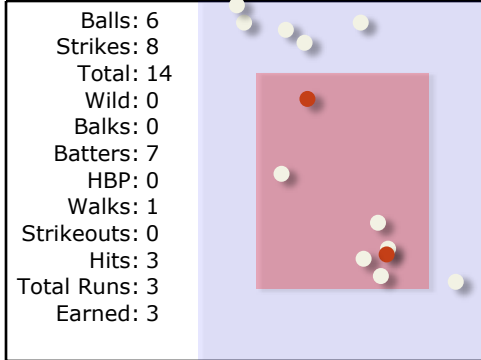 Balls: 6
Strikes: 8
Total: 14
Wild: 0
Balks: 0
Batters: 7
HBP: 0
Walks: 1
Strikeouts: 0
Hits: 3
Total Runs: 3
Earned: 3